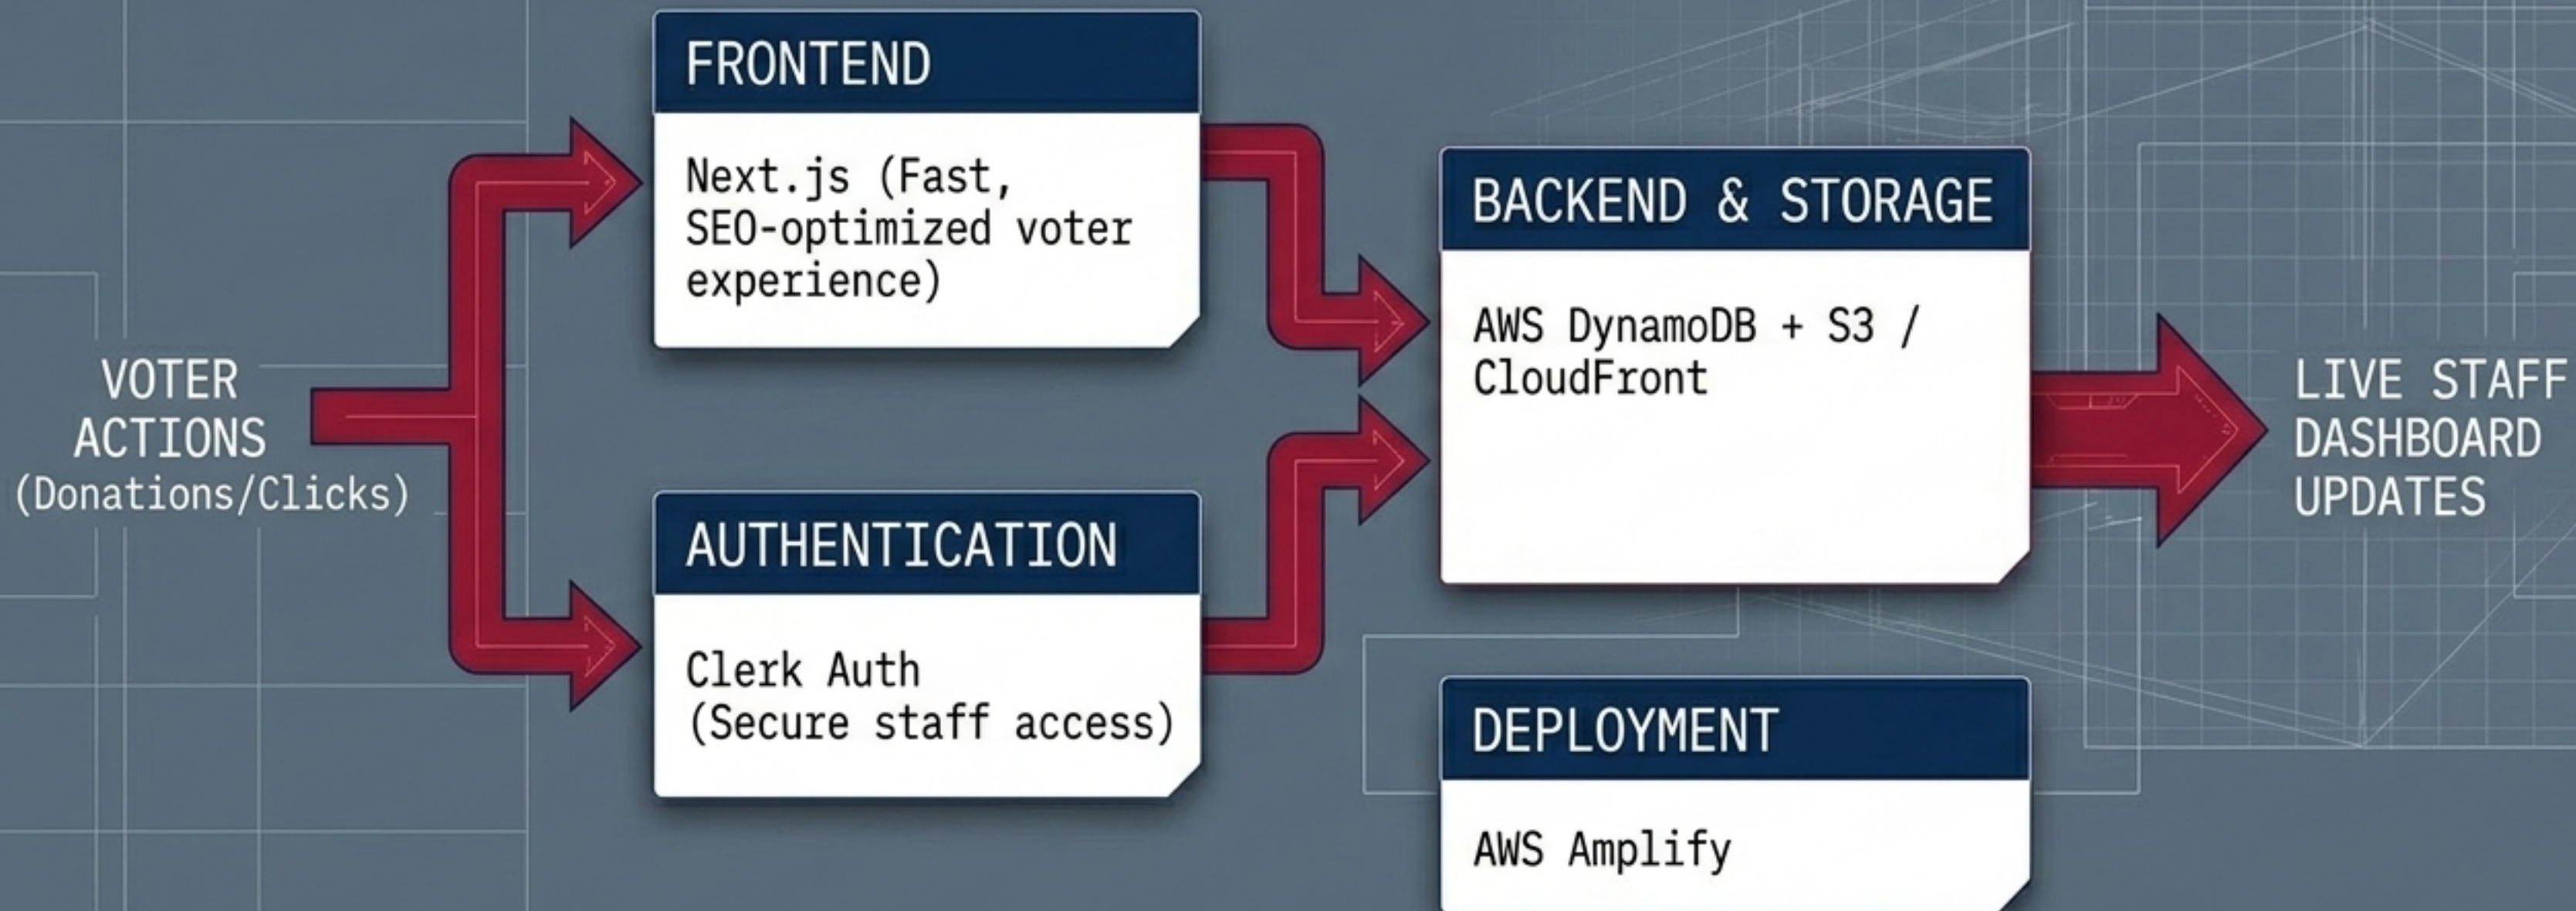 VOTER
ACTIONS
(Donations/Clicks)
FRONTEND
Next.js (Fast,
SEO-optimized voter
experience)
AUTHENTICATION
Clerk Auth
(Secure staff access)
BACKEND & STORAGE
AWS DynamoDB + S3 /
CloudFront
DEPLOYMENT
AWS Amplify
LIVE STAFF
DASHBOARD
UPDATES